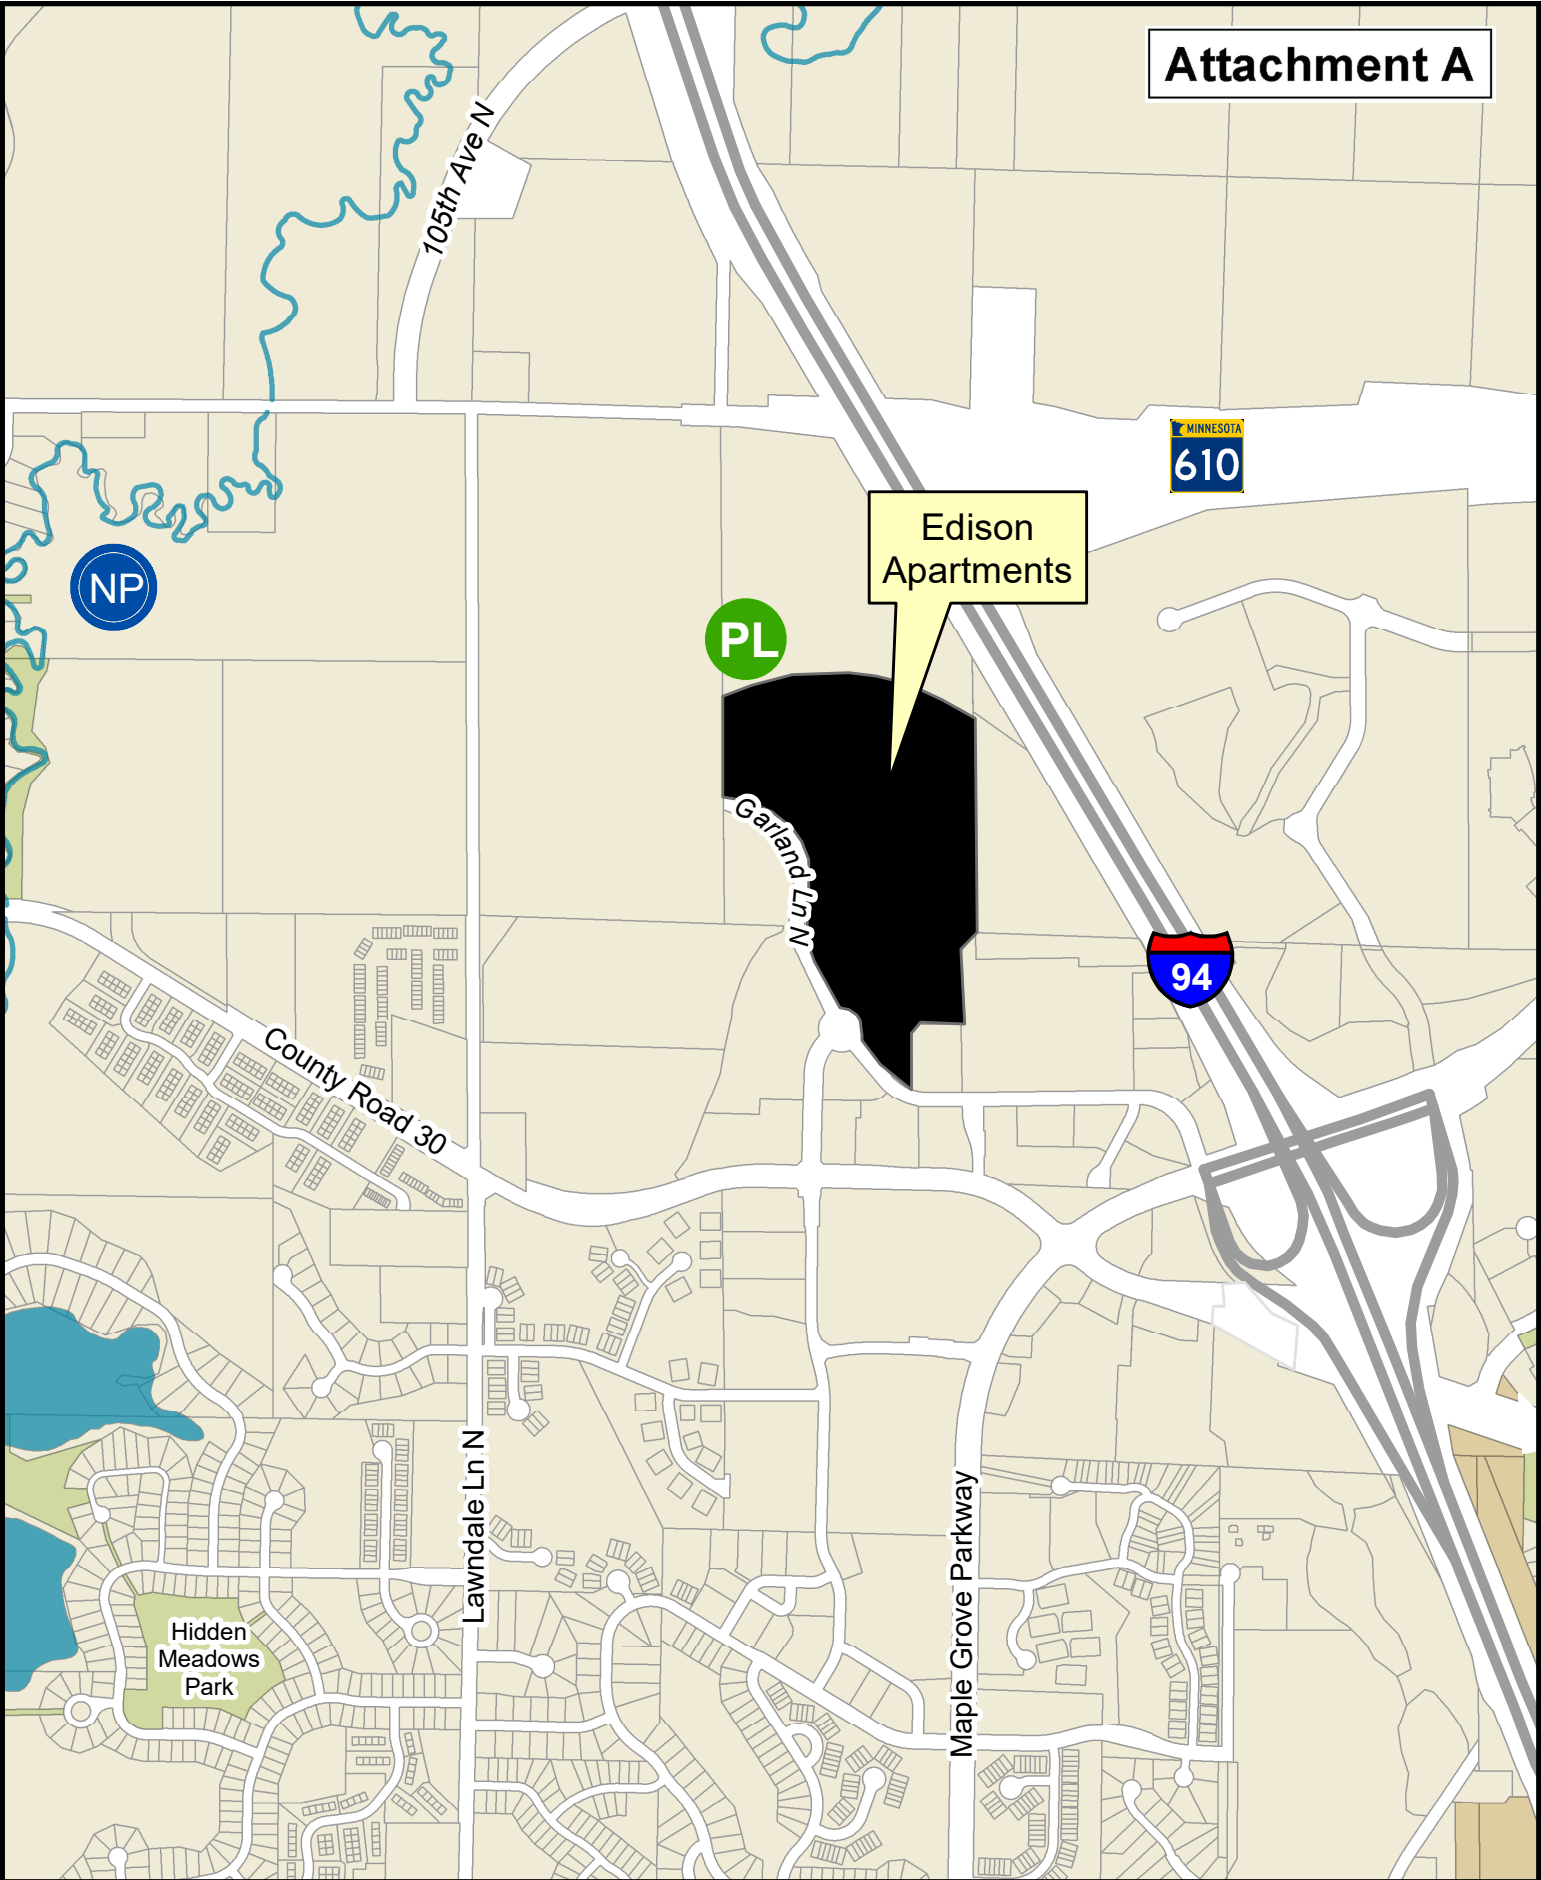 Attachment A
105th Ave N
MINNESOTA
610
Edison
Apartments
NP
PL
Garland Ln N
94
County Road 30
Lawndale Ln N
Maple Grove Parkway
Hidden
Meadows
Park